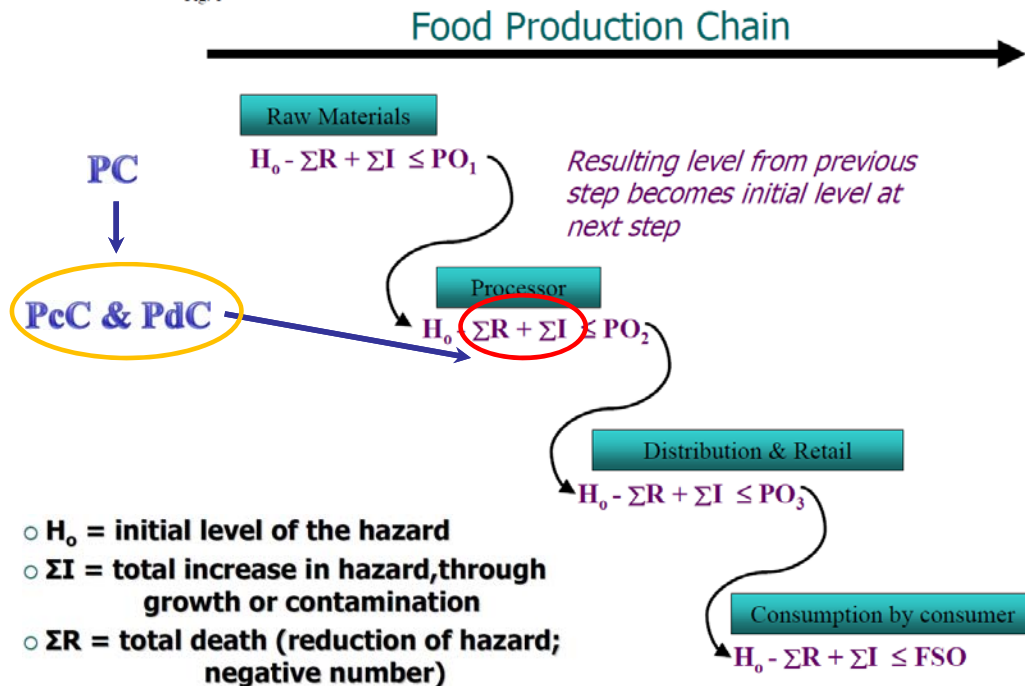 Food Production Chain
Raw Materials
Hₒ - ΣR + ΣI ≤ PO₁
PC
Resulting level from previous
step becomes initial level at
next step
Processor
PcC & PdC
Hₒ - ΣR + ΣI ≤ PO₂
Distribution & Retail
Hₒ - ΣR + ΣI ≤ PO₃
○ Hₒ = initial level of the hazard
○ ΣI = total increase in hazard,through
growth or contamination
○ ΣR = total death (reduction of hazard;
negative number)
Consumption by consumer
Hₒ - ΣR + ΣI ≤ FSO